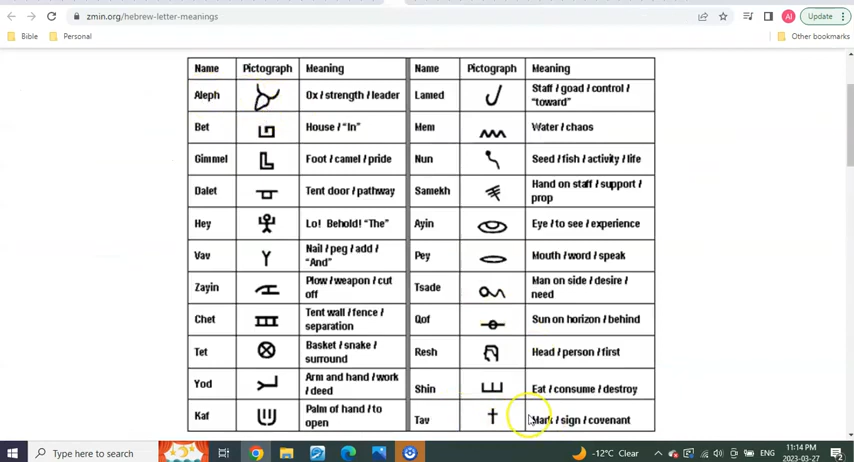 zmin.org/hebrew-letter-meanings
AI
Update
Bible
Personal
Other bookmarks
Name Pictograph Meaning Name Pictograph Meaning
Aleph Ox / strength / leader Lamed Staff / goad / control / "toward"
Bet House / "In" Mem Water / chaos
Gimmel Foot / camel / pride Nun Seed / fish / activity / life
Dalet Tent door / pathway Samekh Hand on staff / support / prop
Hey Lo! Behold! "The" Ayin Eye / to see / experience
Vav Nail / peg / add / "And" Pey Mouth / word / speak
Zayin Plow / weapon / cut off Tsade Man on side / desire / need
Chet Tent wall / fence / separation Qof Sun on horizon / behind
Tet Basket / snake / surround Resh Head / person / first
Yod Arm and hand / work / deed Shin Eat / consume / destroy
Kaf Palm of hand / to open Tav Mark / sign / covenant
Type here to search
-12°C Clear
ENG
11:14 PM
2023-03-27
2